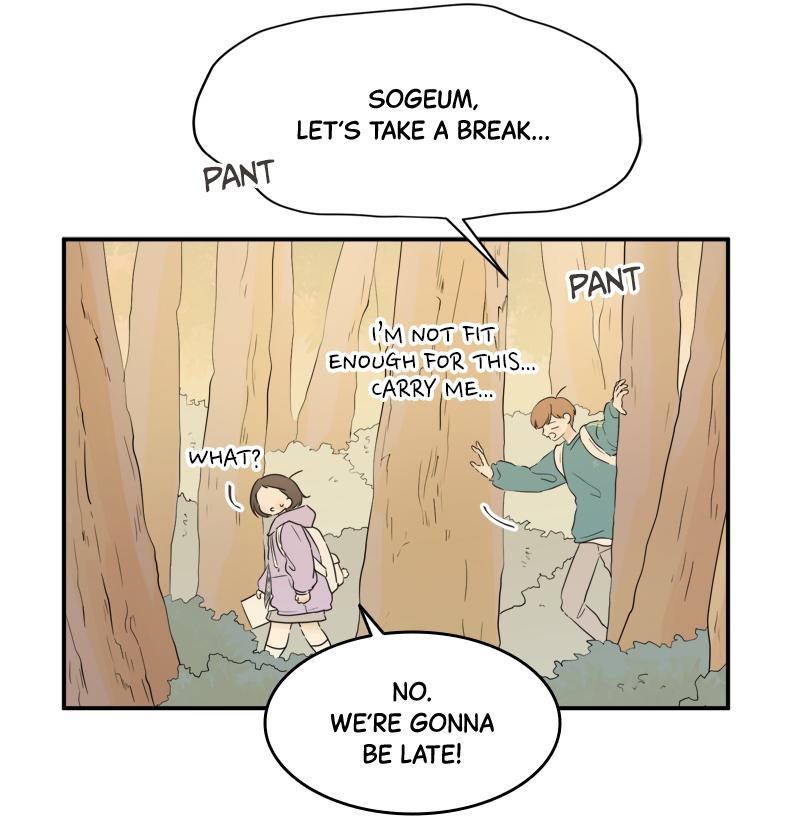 SOGEUM,
LET'S TAKE A BREAK...
PANT
PANT
I'M NOT FIT
ENOUGH FOR THIS...
CARRY ME...
WHAT?
NO.
WE'RE GONNA
BE LATE!